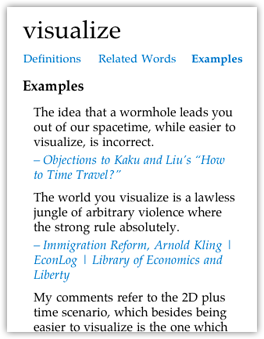 visualize
Definitions Related Words Examples
Examples
The idea that a wormhole leads you
out of our spacetime, while easier to
visualize, is incorrect.
– Objections to Kaku and Liu's “How
to Time Travel?”
The world you visualize is a lawless
jungle of arbitrary violence where
the strong rule absolutely.
– Immigration Reform, Arnold Kling |
EconLog | Library of Economics and
Liberty
My comments refer to the 2D plus
time scenario, which besides being
easier to visualize is the one which